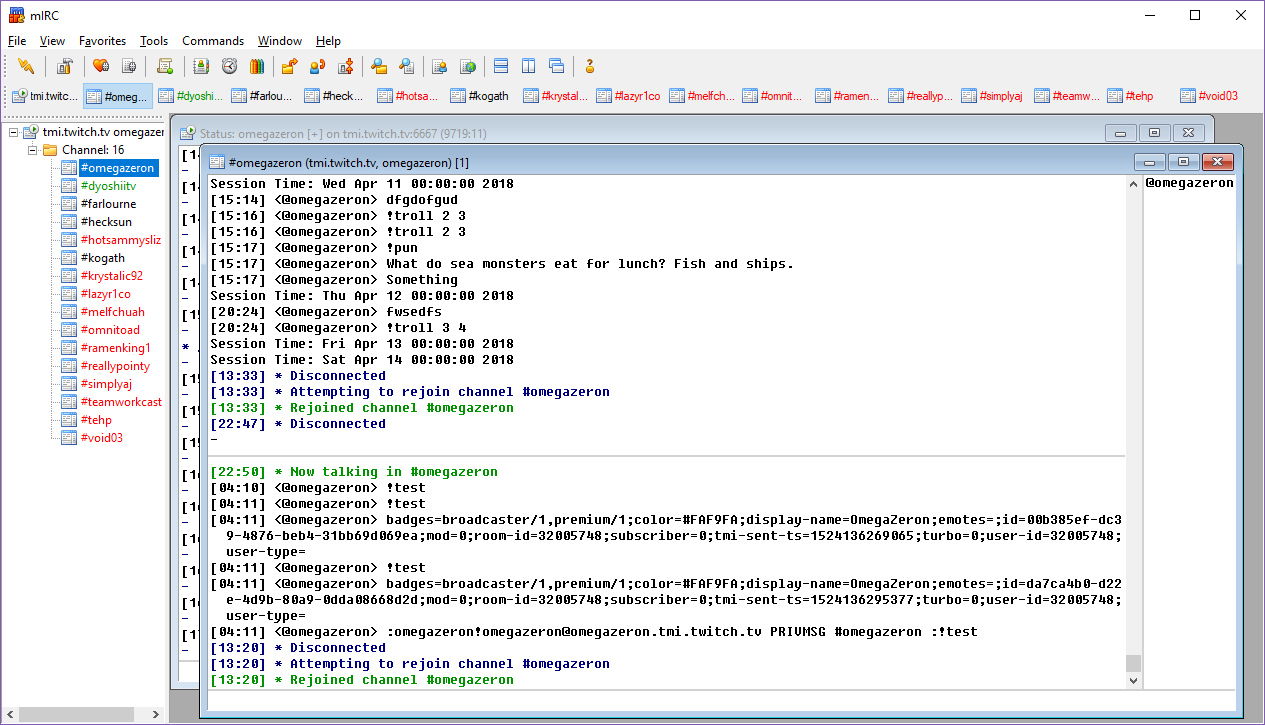 mIRC
File View Favorites Tools Commands Window Help
tmi.twitc... #omeg... #dyoshi... #farlou... #heck... #hotsa... #kogath #krystal... #lazyr1co #melfch... #omnit... #ramen... #reallyp... #simplyaj #teamw... #tehp #void03
tmi.twitch.tv omegazer
Channel: 16
#omegazeron
#dyoshiitv
#farlourne
#hecksun
#hotsammysliz
#kogath
#krystalic92
#lazyr1co
#melfchuah
#omnitoad
#ramenking1
#reallypointy
#simplyaj
#teamworkcast
#tehp
#void03
Status: omegazeron [+] on tmi.twitch.tv:6667 (9719:11)
#omegazeron (tmi.twitch.tv, omegazeron) [1]
Session Time: Wed Apr 11 00:00:00 2018
[15:14] <@omegazeron> dfgdofgud
[15:16] <@omegazeron> !troll 2 3
[15:16] <@omegazeron> !troll 2 3
[15:17] <@omegazeron> !pun
[15:17] <@omegazeron> What do sea monsters eat for lunch? Fish and ships.
[15:17] <@omegazeron> Something
Session Time: Thu Apr 12 00:00:00 2018
[20:24] <@omegazeron> fwsedfs
[20:24] <@omegazeron> !troll 3 4
Session Time: Fri Apr 13 00:00:00 2018
Session Time: Sat Apr 14 00:00:00 2018
[13:33] * Disconnected
[13:33] * Attempting to rejoin channel #omegazeron
[13:33] * Rejoined channel #omegazeron
[22:47] * Disconnected
-
[22:50] * Now talking in #omegazeron
[04:10] <@omegazeron> !test
[04:11] <@omegazeron> !test
[04:11] <@omegazeron> badges=broadcaster/1,premium/1;color=#FAF9FA;display-name=OmegaZeron;emotes=;id=00b385ef-dc3
9-4876-beb4-31bb69d069ea;mod=0;room-id=32005748;subscriber=0;tmi-sent-ts=1524136269065;turbo=0;user-id=32005748;
user-type=
[04:11] <@omegazeron> !test
[04:11] <@omegazeron> badges=broadcaster/1,premium/1;color=#FAF9FA;display-name=OmegaZeron;emotes=;id=da7ca4b0-d22
e-4d9b-80a9-0dda08668d2d;mod=0;room-id=32005748;subscriber=0;tmi-sent-ts=1524136295377;turbo=0;user-id=32005748;
user-type=
[04:11] <@omegazeron> :omegazeron!omegazeron@omegazeron.tmi.twitch.tv PRIVMSG #omegazeron :!test
[13:20] * Disconnected
[13:20] * Attempting to rejoin channel #omegazeron
[13:20] * Rejoined channel #omegazeron
@omegazeron